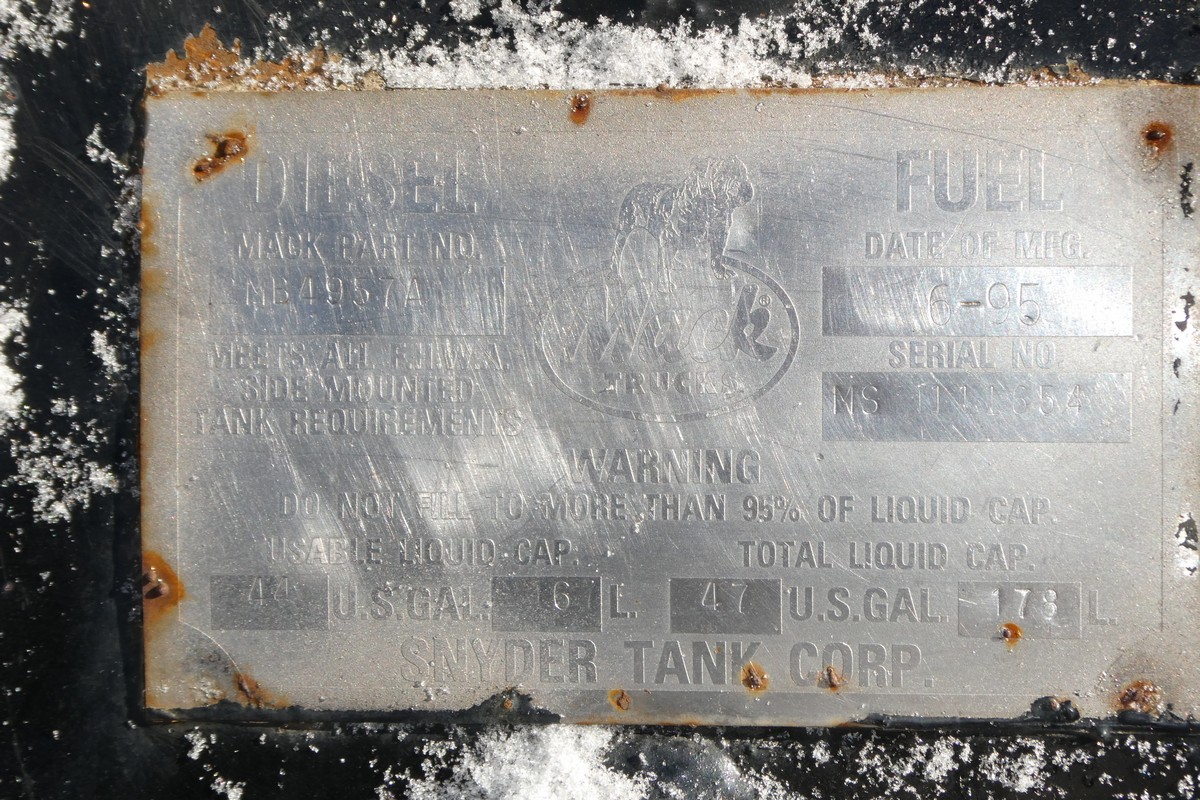 DIESEL FUEL
MACK PART NO.
MB4957A
DATE OF MFG.
6-95
MEETS ALL F.H.W.A.
SIDE MOUNTED
TANK REQUIREMENTS
Mack®
TRUCKS
SERIAL NO.
MS
WARNING
DO NOT FILL TO MORE THAN 95% OF LIQUID CAP.
USABLE LIQUID CAP. TOTAL LIQUID CAP.
44 U.S.GAL. L. 47 U.S.GAL. 178 L.
SNYDER TANK CORP.